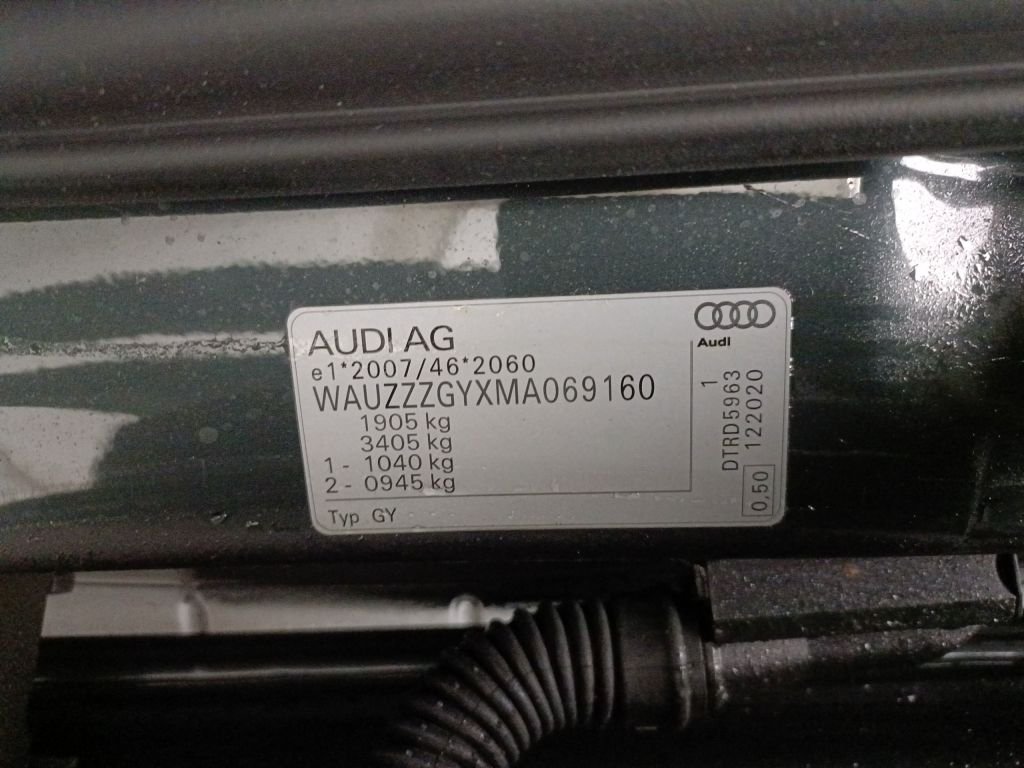 AUDI AG
e1*2007/46*2060
WAUZZZGYXMA069160
1905 kg
3405 kg
1 - 1040 kg
2 - 0945 kg
Typ GY
Audi
DTRD5963 1
122020
0,50